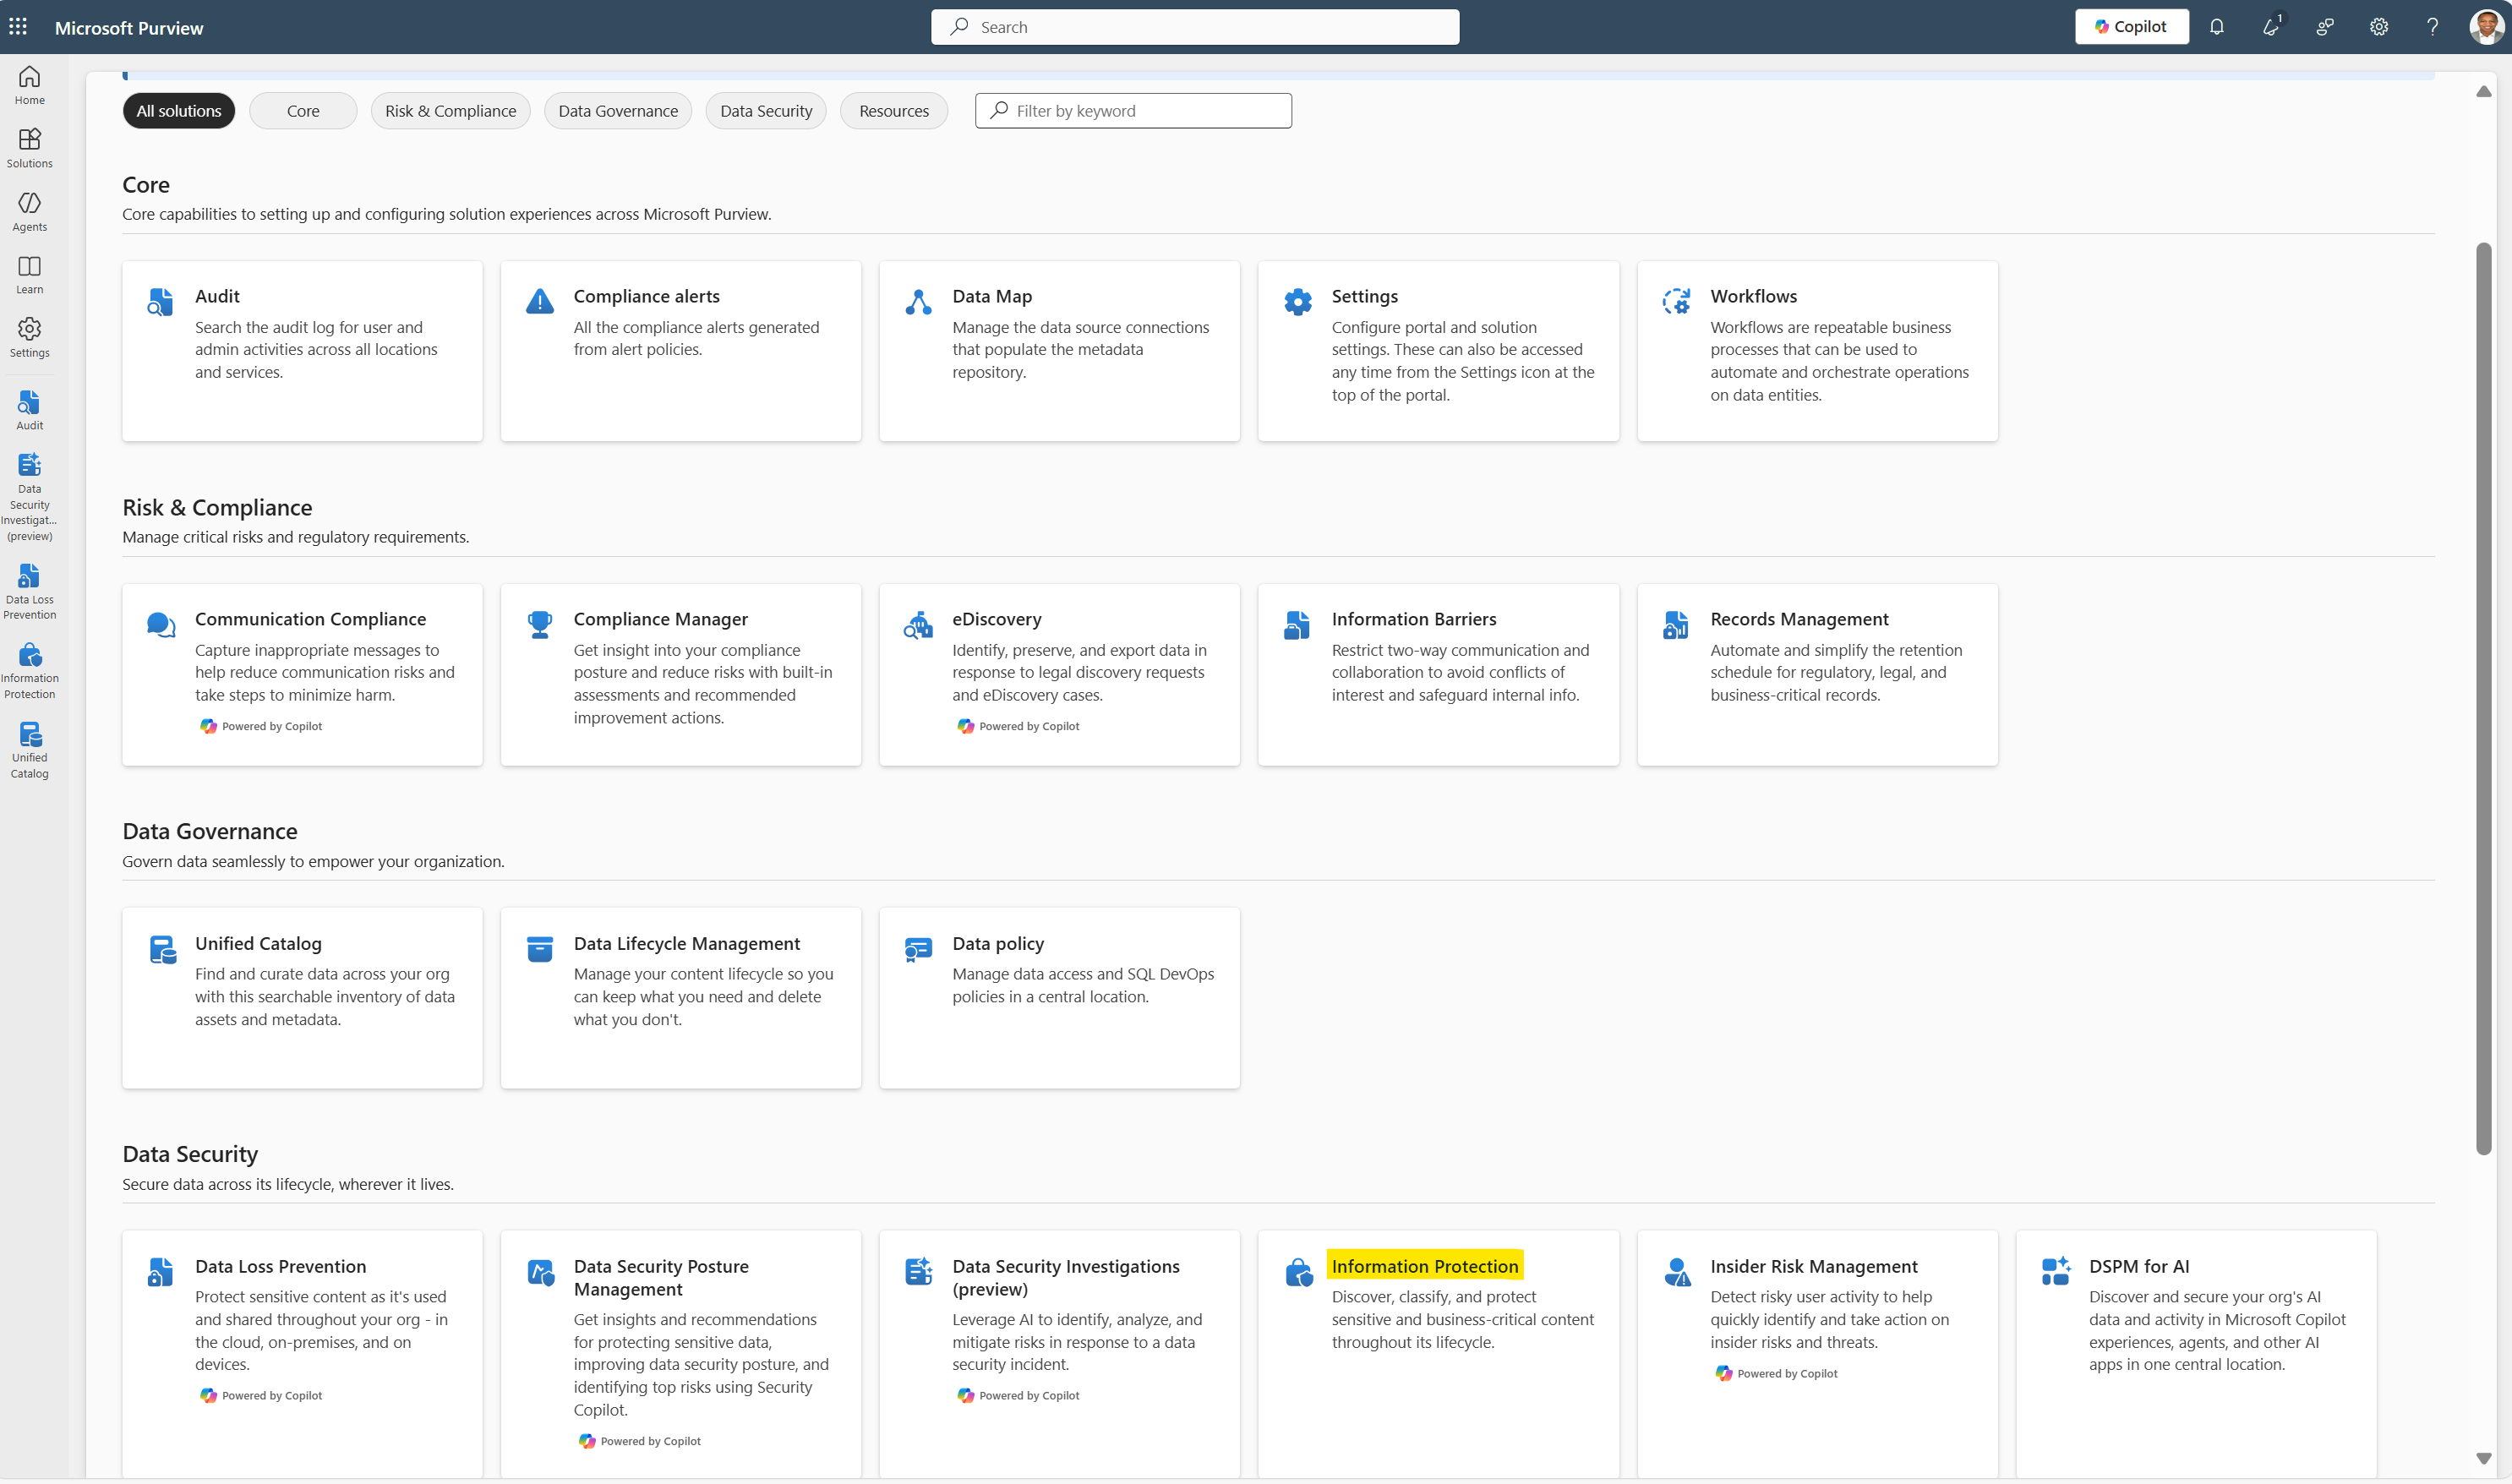 Microsoft Purview
Search
Copilot
1
Home
Solutions
Agents
Learn
Settings
Audit
Data
Security
Investigat...
(preview)
Data Loss
Prevention
Information
Protection
Unified
Catalog
All solutions
Core
Risk & Compliance
Data Governance
Data Security
Resources
Filter by keyword
Core
Core capabilities to setting up and configuring solution experiences across Microsoft Purview.
Audit
Search the audit log for user and
admin activities across all locations
and services.
Compliance alerts
All the compliance alerts generated
from alert policies.
Data Map
Manage the data source connections
that populate the metadata
repository.
Settings
Configure portal and solution
settings. These can also be accessed
any time from the Settings icon at the
top of the portal.
Workflows
Workflows are repeatable business
processes that can be used to
automate and orchestrate operations
on data entities.
Risk & Compliance
Manage critical risks and regulatory requirements.
Communication Compliance
Capture inappropriate messages to
help reduce communication risks and
take steps to minimize harm.
Powered by Copilot
Compliance Manager
Get insight into your compliance
posture and reduce risks with built-in
assessments and recommended
improvement actions.
eDiscovery
Identify, preserve, and export data in
response to legal discovery requests
and eDiscovery cases.
Powered by Copilot
Information Barriers
Restrict two-way communication and
collaboration to avoid conflicts of
interest and safeguard internal info.
Records Management
Automate and simplify the retention
schedule for regulatory, legal, and
business-critical records.
Data Governance
Govern data seamlessly to empower your organization.
Unified Catalog
Find and curate data across your org
with this searchable inventory of data
assets and metadata.
Data Lifecycle Management
Manage your content lifecycle so you
can keep what you need and delete
what you don't.
Data policy
Manage data access and SQL DevOps
policies in a central location.
Data Security
Secure data across its lifecycle, wherever it lives.
Data Loss Prevention
Protect sensitive content as it's used
and shared throughout your org - in
the cloud, on-premises, and on
devices.
Powered by Copilot
Data Security Posture
Management
Get insights and recommendations
for protecting sensitive data,
improving data security posture, and
identifying top risks using Security
Copilot.
Powered by Copilot
Data Security Investigations
(preview)
Leverage AI to identify, analyze, and
mitigate risks in response to a data
security incident.
Powered by Copilot
Information Protection
Discover, classify, and protect
sensitive and business-critical content
throughout its lifecycle.
Insider Risk Management
Detect risky user activity to help
quickly identify and take action on
insider risks and threats.
Powered by Copilot
DSPM for AI
Discover and secure your org's AI
data and activity in Microsoft Copilot
experiences, agents, and other AI
apps in one central location.